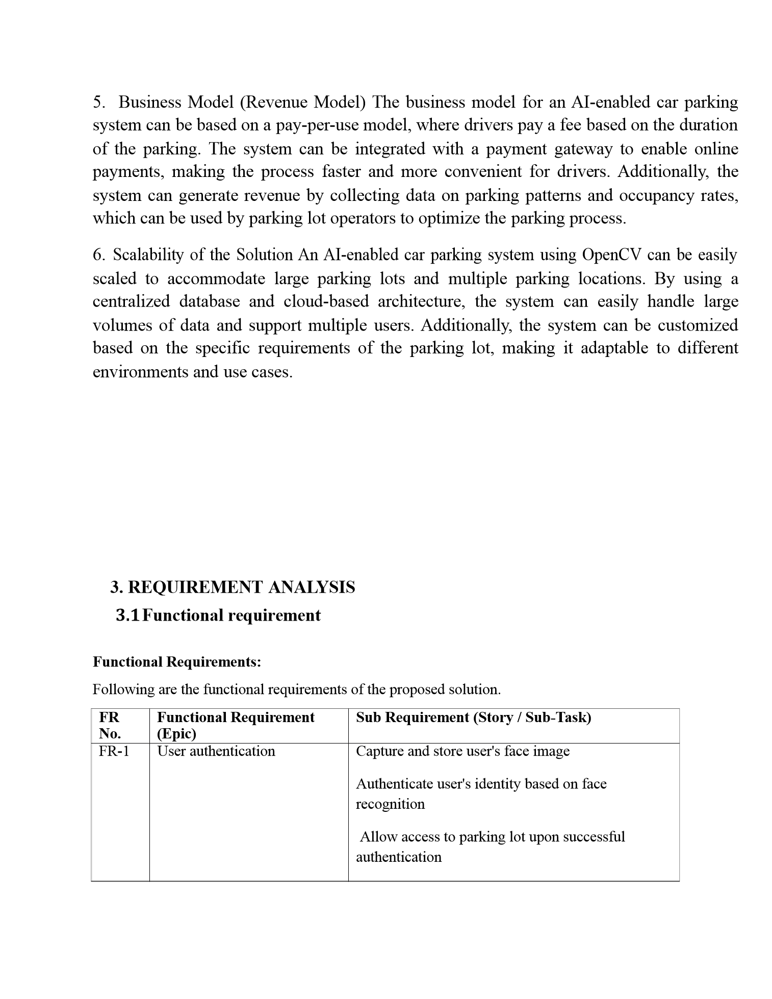 5. Business Model (Revenue Model) The business model for an AI-enabled car parking
system can be based on a pay-per-use model, where drivers pay a fee based on the duration
of the parking. The system can be integrated with a payment gateway to enable online
payments, making the process faster and more convenient for drivers. Additionally, the
system can generate revenue by collecting data on parking patterns and occupancy rates,
which can be used by parking lot operators to optimize the parking process.
6. Scalability of the Solution An AI-enabled car parking system using OpenCV can be easily
scaled to accommodate large parking lots and multiple parking locations. By using a
centralized database and cloud-based architecture, the system can easily handle large
volumes of data and support multiple users. Additionally, the system can be customized
based on the specific requirements of the parking lot, making it adaptable to different
environments and use cases.
3. REQUIREMENT ANALYSIS
3.1 Functional requirement
Functional Requirements:
Following are the functional requirements of the proposed solution.
FR
No.
Functional Requirement
(Epic)
Sub Requirement (Story / Sub-Task)
FR-1
User authentication
Capture and store user's face image
Authenticate user's identity based on face
recognition
Allow access to parking lot upon successful
authentication